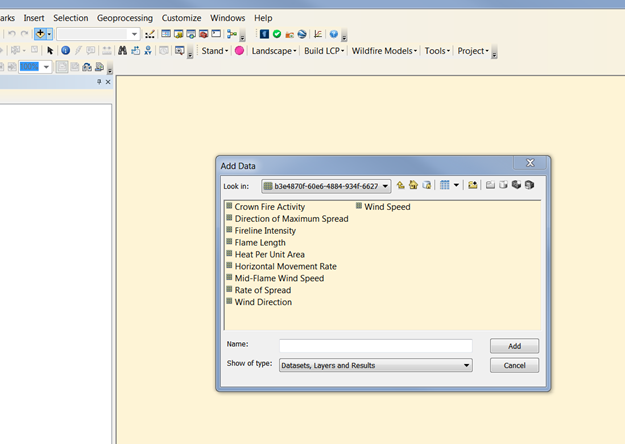 arks Insert Selection Geoprocessing Customize Windows Help
Stand Landscape Build LCP Wildfire Models Tools Project
100%
Add Data
Look in: b3e4870f-60e6-4884-934f-6627
Crown Fire Activity Wind Speed
Direction of Maximum Spread
Fireline Intensity
Flame Length
Heat Per Unit Area
Horizontal Movement Rate
Mid-Flame Wind Speed
Rate of Spread
Wind Direction
Name: Add
Show of type: Datasets, Layers and Results Cancel